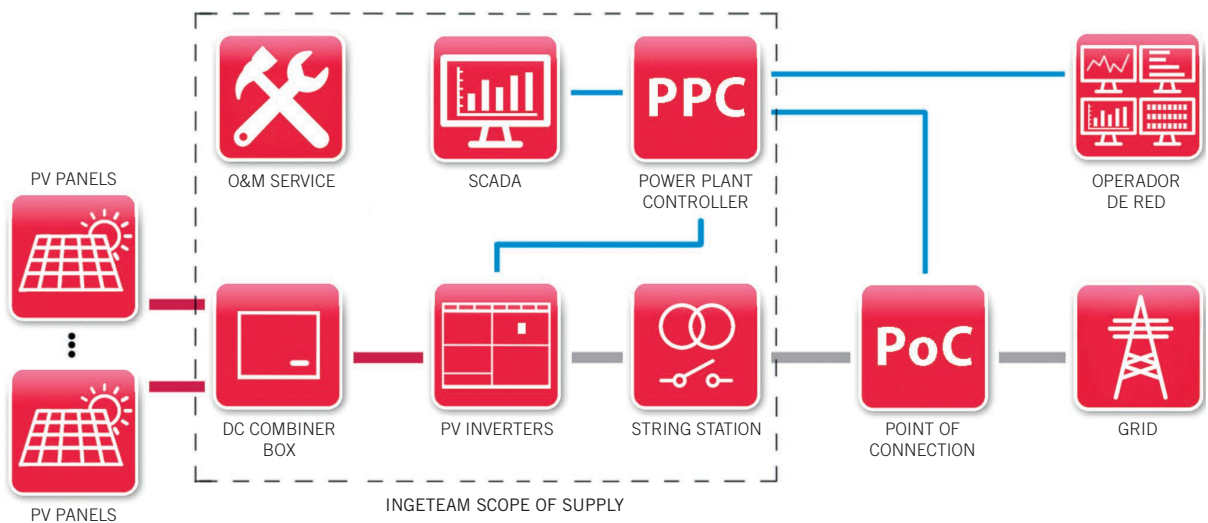 PPC
O&M SERVICE
SCADA
POWER PLANT
CONTROLLER
OPERADOR
DE RED
PV PANELS
PoC
DC COMBINER
BOX
PV INVERTERS
STRING STATION
POINT OF
CONNECTION
GRID
PV PANELS
INGETEAM SCOPE OF SUPPLY